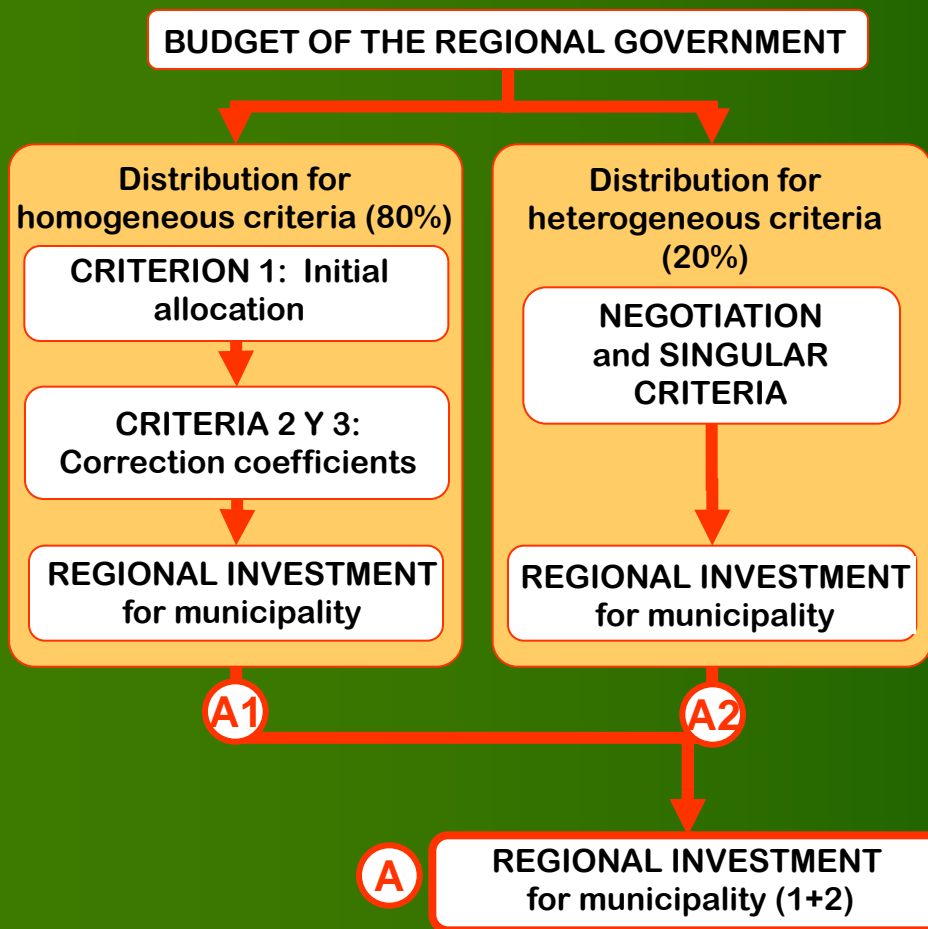 BUDGET OF THE REGIONAL GOVERNMENT
Distribution for
homogeneous criteria (80%)
CRITERION 1: Initial
allocation
CRITERIA 2 Y 3:
Correction coefficients
REGIONAL INVESTMENT
for municipality
A1
Distribution for
heterogeneous criteria
(20%)
NEGOTIATION
and SINGULAR
CRITERIA
REGIONAL INVESTMENT
for municipality
A2
A
REGIONAL INVESTMENT
for municipality (1+2)